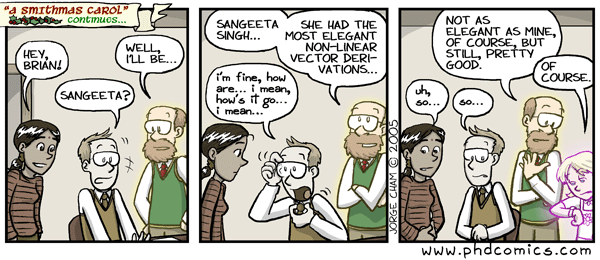 "a smithmas carol"
continues...
HEY,
BRIAN!
WELL,
I'LL BE...
SANGEETA?
SANGEETA
SINGH...
SHE HAD THE
MOST ELEGANT
NON-LINEAR
VECTOR DERI-
VATIONS...
i'm fine, how
are... i mean,
how's it go...
i mean...
JORGE CHAM © 2005
NOT AS
ELEGANT AS MINE,
OF COURSE, BUT
STILL, PRETTY
GOOD.
OF
COURSE.
uh,
so...
so...
www.phdcomics.com